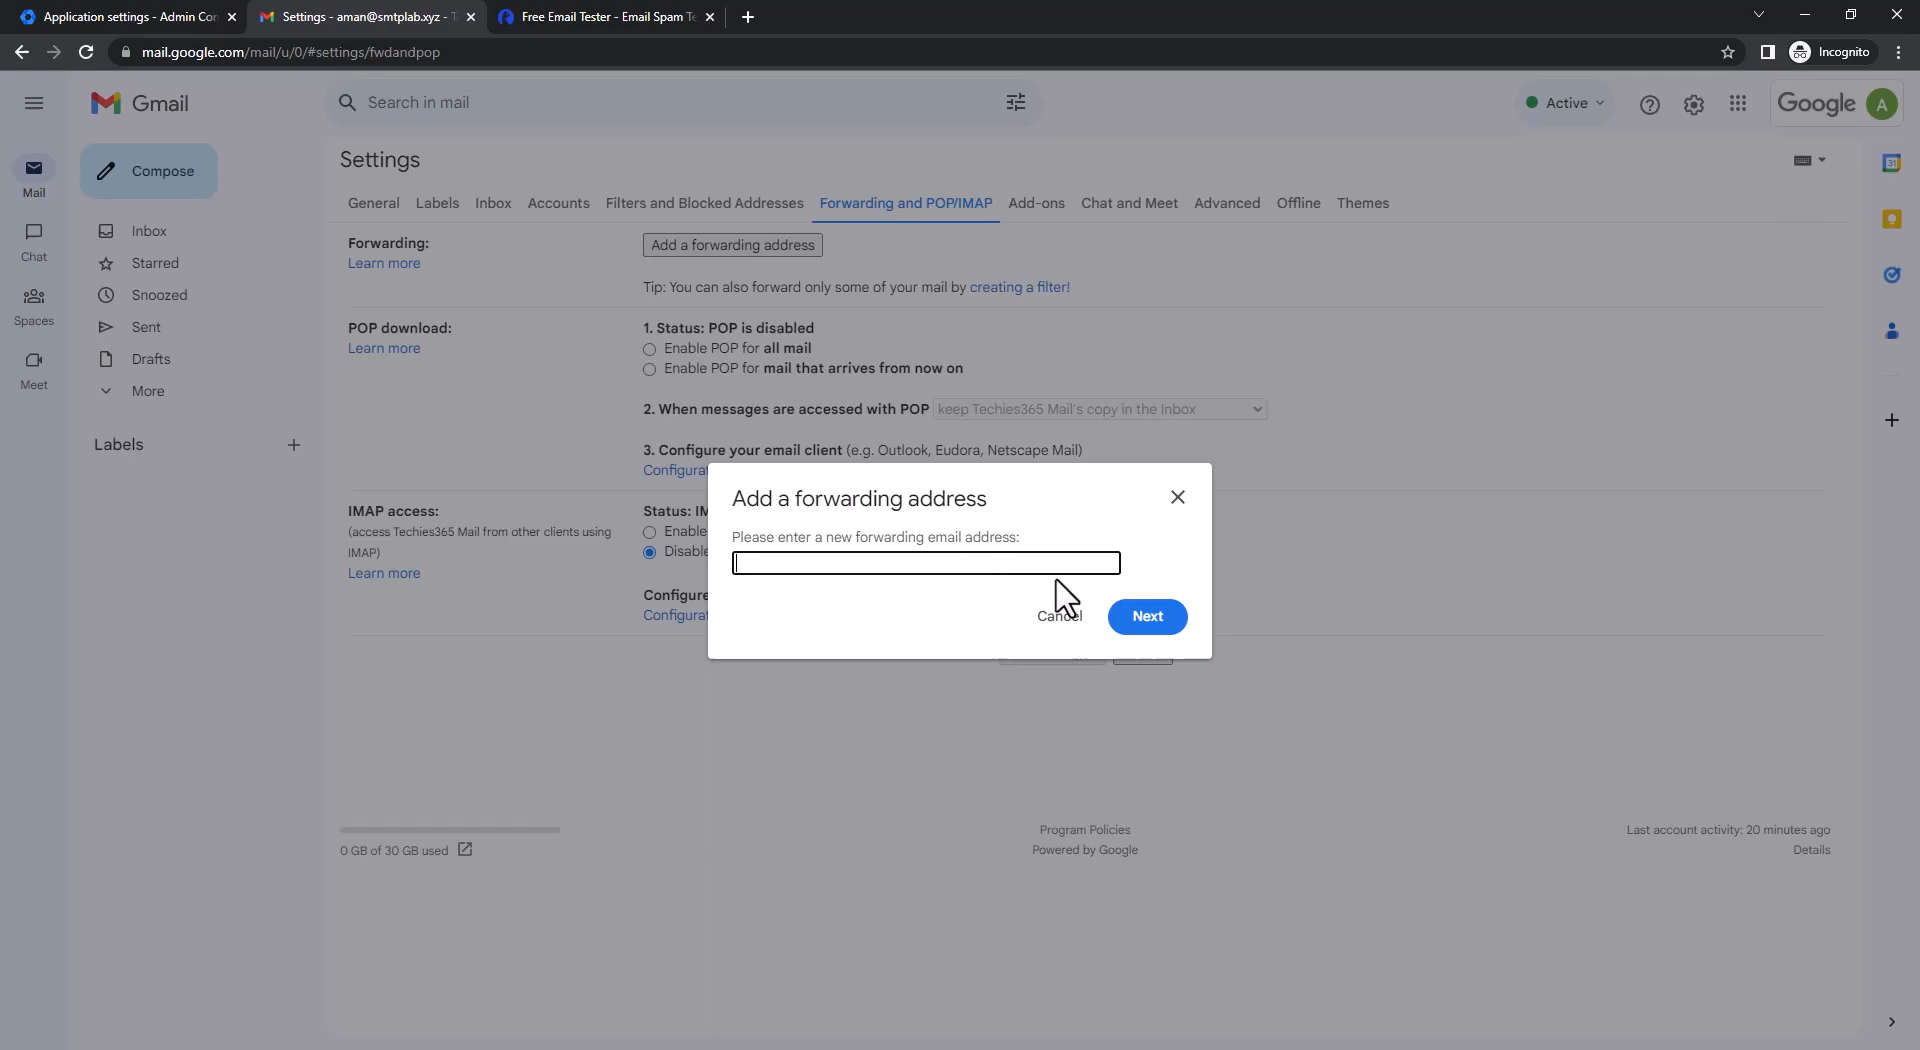 Application settings - Admin Con
Settings - aman@smtplab.xyz - T
Free Email Tester - Email Spam Te
mail.google.com/mail/u/0/#settings/fwdandpop
Incognito
Gmail
Search in mail
Active
Google
A
Mail
Chat
Spaces
Meet
Compose
Inbox
Starred
Snoozed
Sent
Drafts
More
Labels
Settings
General Labels Inbox Accounts Filters and Blocked Addresses Forwarding and POP/IMAP Add-ons Chat and Meet Advanced Offline Themes
Forwarding:
Learn more
Add a forwarding address
Tip: You can also forward only some of your mail by creating a filter!
POP download:
Learn more
1. Status: POP is disabled
Enable POP for all mail
Enable POP for mail that arrives from now on
2. When messages are accessed with POP keep Techies365 Mail's copy in the Inbox
3. Configure your email client (e.g. Outlook, Eudora, Netscape Mail)
Configurat
IMAP access:
(access Techies365 Mail from other clients using
IMAP)
Learn more
Status: IM
Enable
Disable
Configure
Configurat
Add a forwarding address
Please enter a new forwarding email address:
Cancel
Next
0 GB of 30 GB used
Program Policies
Powered by Google
Last account activity: 20 minutes ago
Details
31